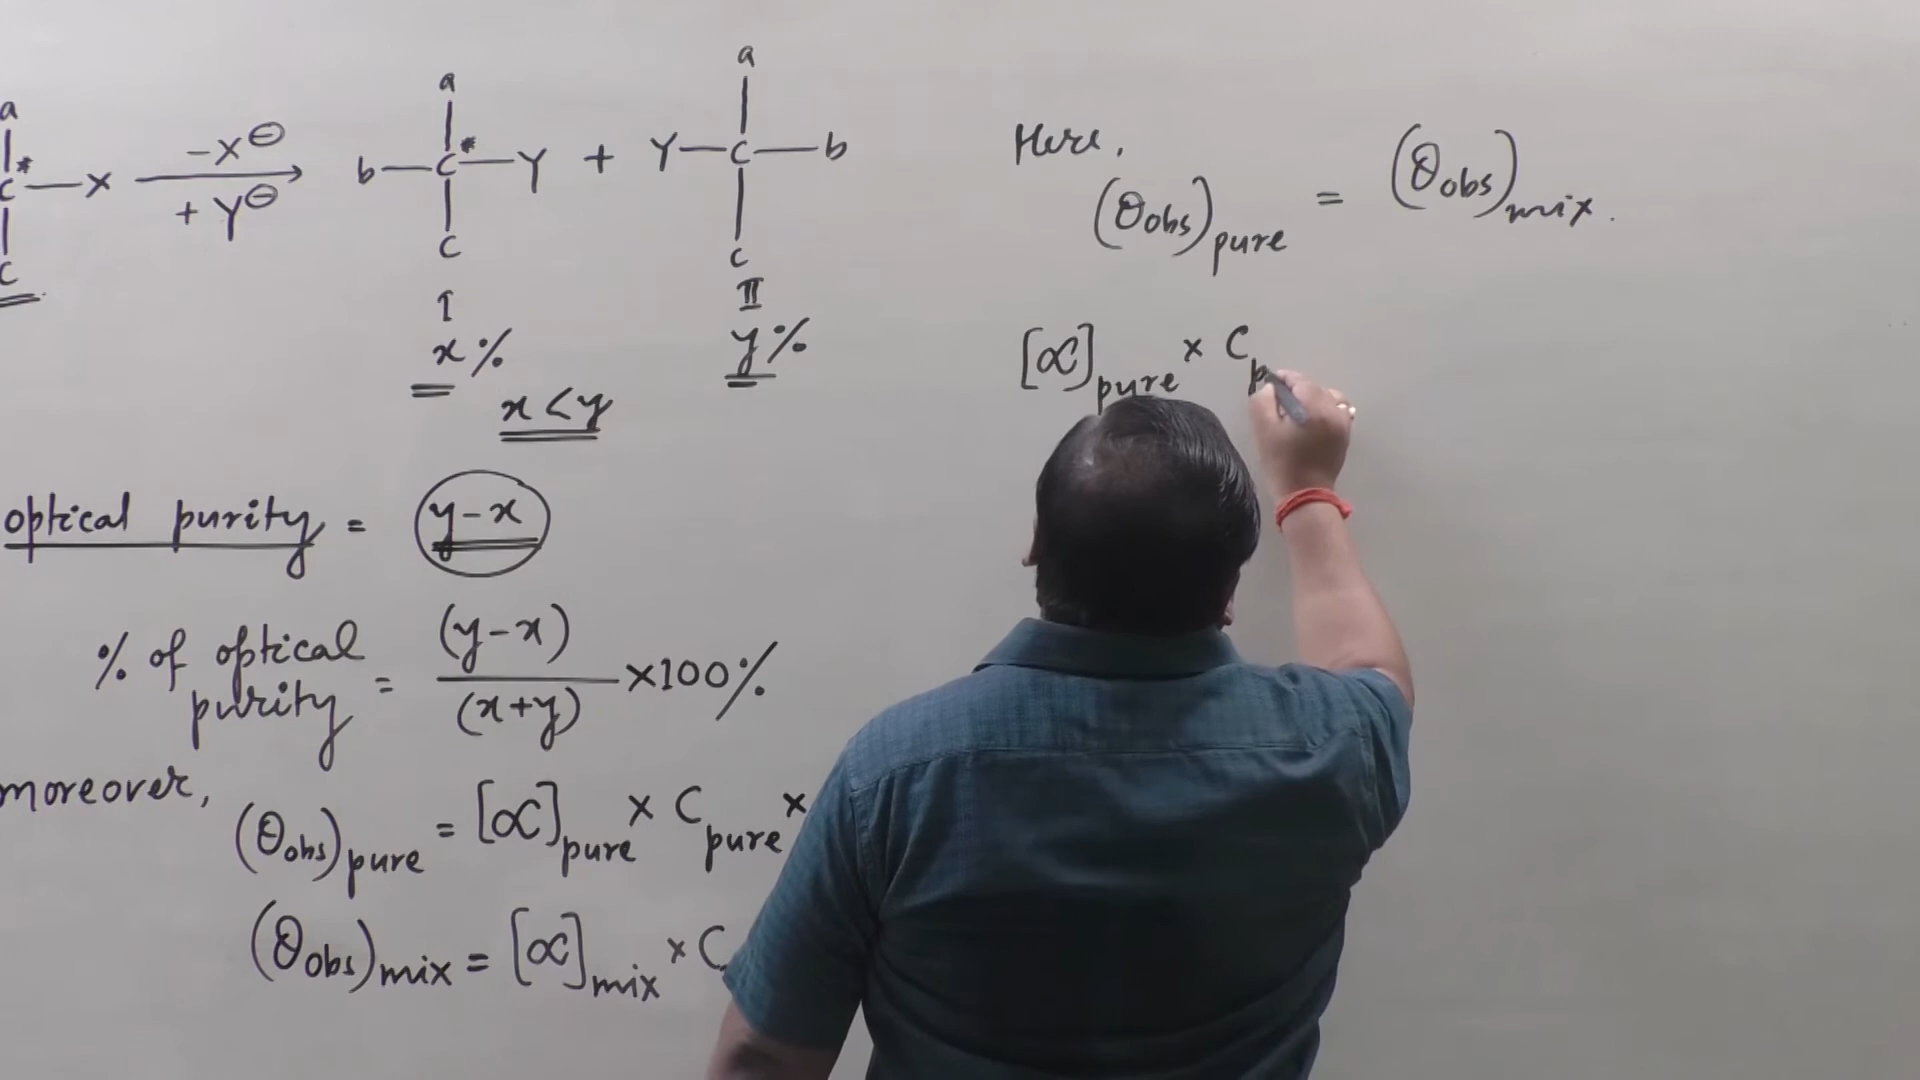 a
C* — X
C
-X⊖
+ Y⊖
a
b — C* — Y + Y — C — b
C
C
I
II
x %
y %
x < y
optical purity = y - x
% of optical purity = (y - x) / (x + y) × 100 %
moreover,
(θobs)pure = [α]pure × Cpure ×
(θobs)mix = [α]mix × C
Here,
(θobs)pure = (θobs)mix.
[α]pure × Cp